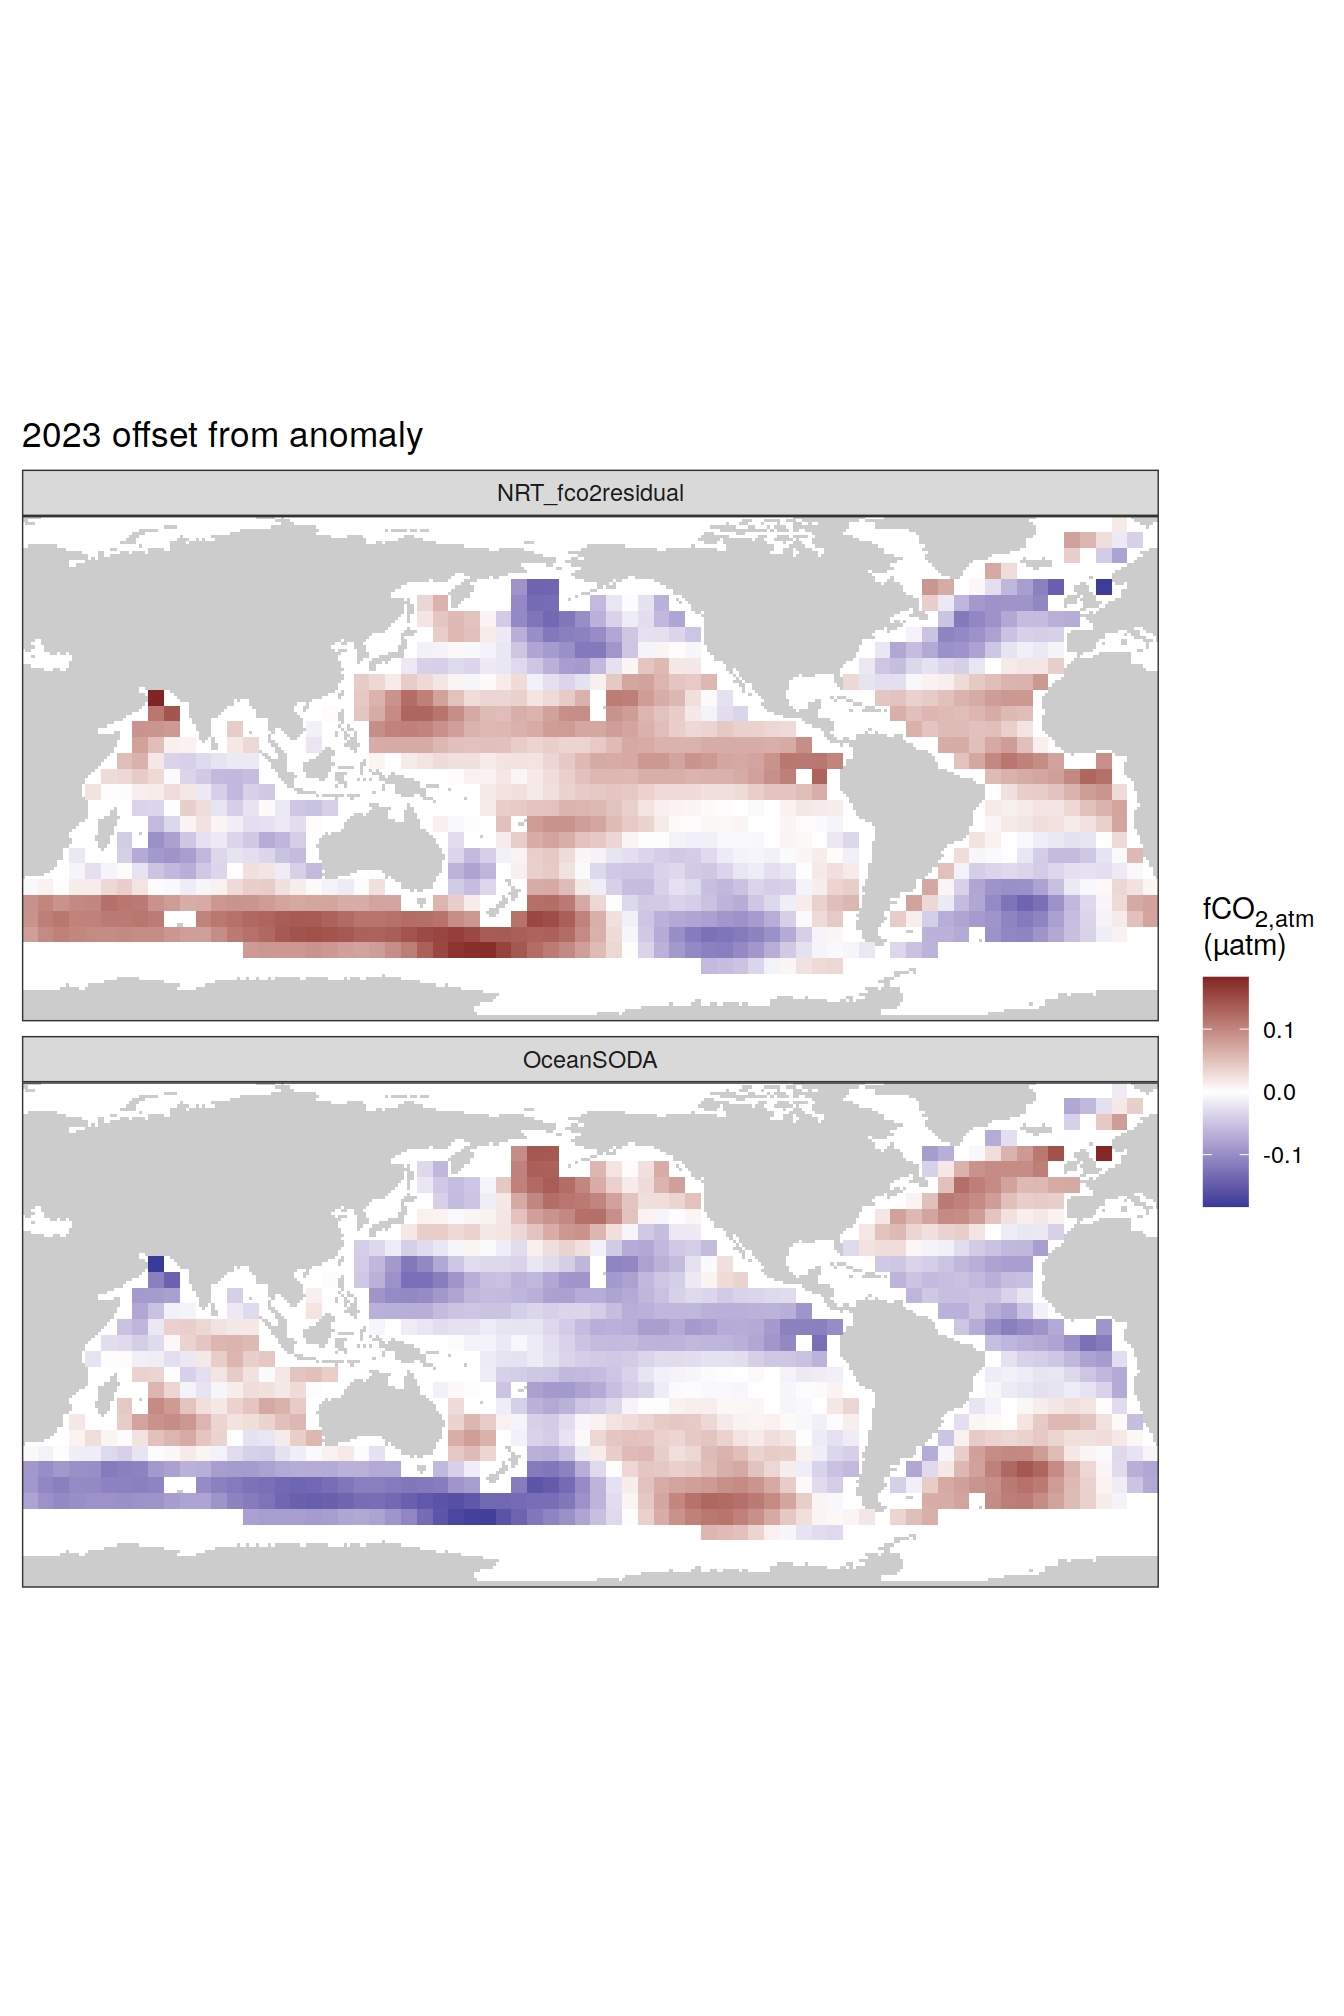 2023 offset from anomaly
NRT_fco2residual
OceanSODA
fCO2,atm
(µatm)
0.1
0.0
-0.1